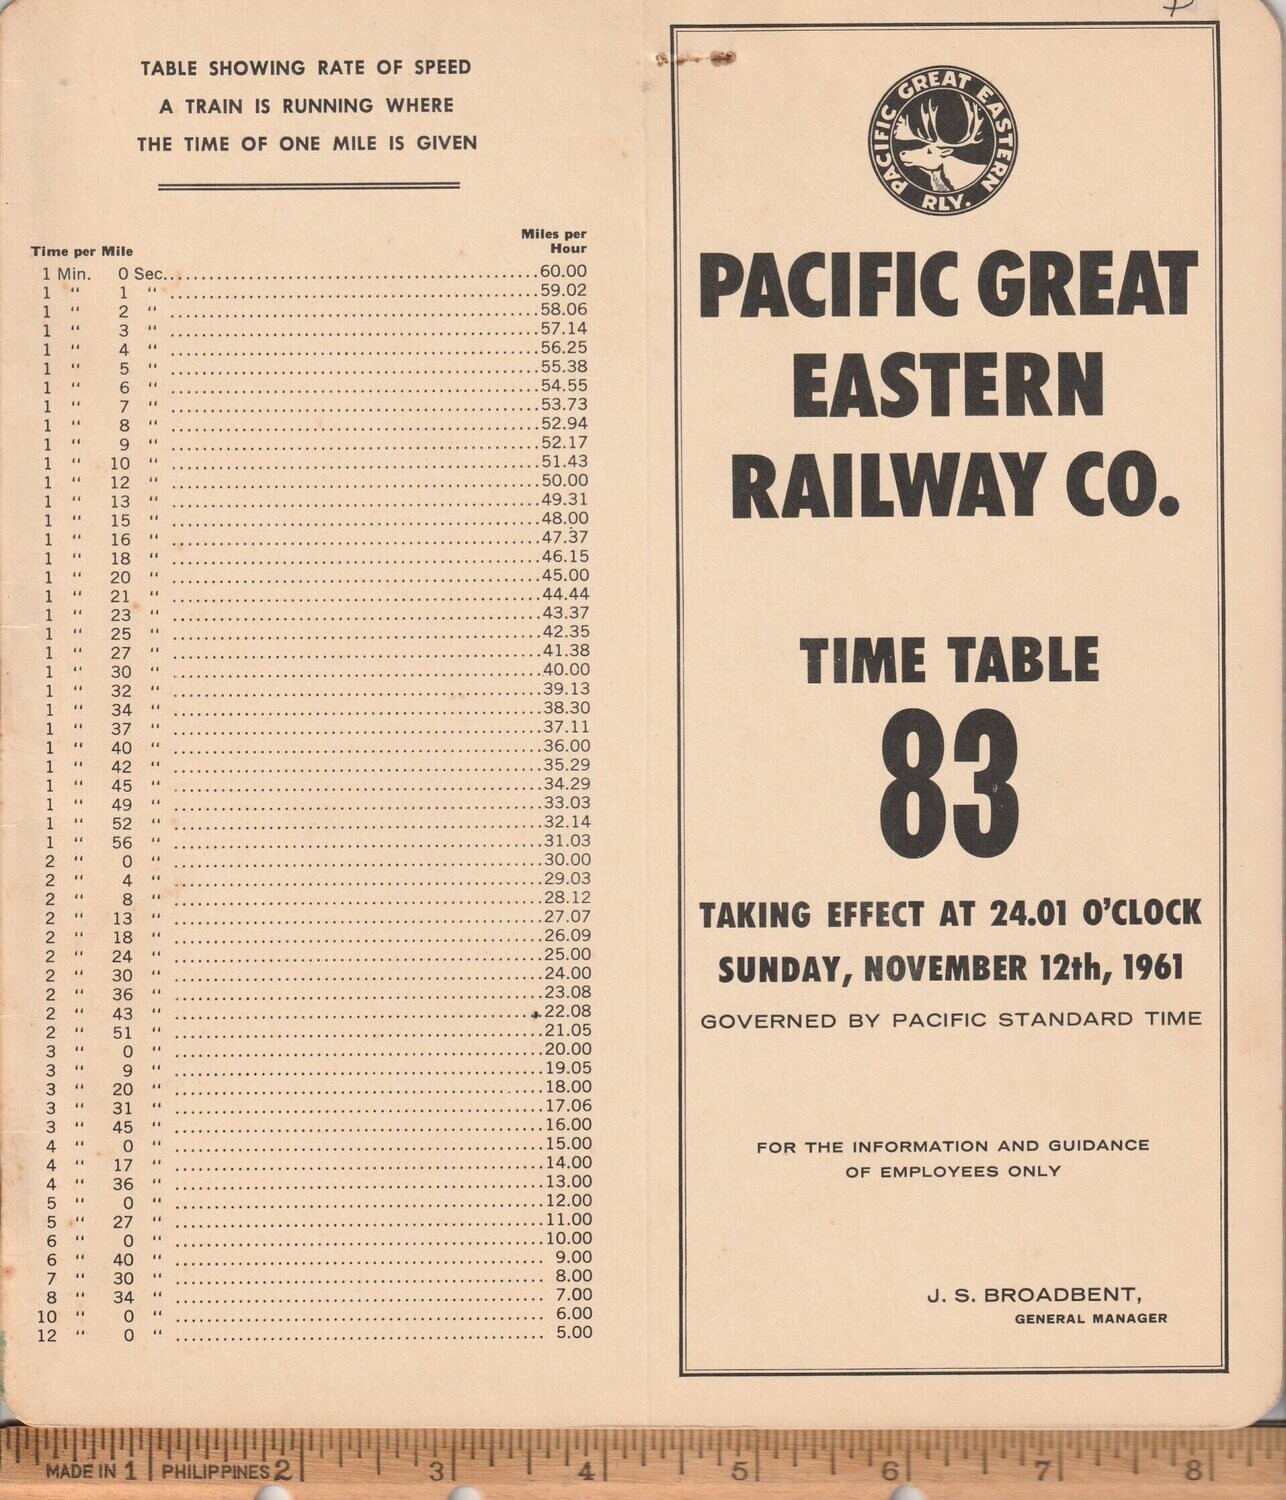 TABLE SHOWING RATE OF SPEED
A TRAIN IS RUNNING WHERE
THE TIME OF ONE MILE IS GIVEN
Time per Mile Miles per Hour
1 Min. 0 Sec. 60.00
1 " 1 " 59.02
1 " 2 " 58.06
1 " 3 " 57.14
1 " 4 " 56.25
1 " 5 " 55.38
1 " 6 " 54.55
1 " 7 " 53.73
1 " 8 " 52.94
1 " 9 " 52.17
1 " 10 " 51.43
1 " 12 " 50.00
1 " 13 " 49.31
1 " 15 " 48.00
1 " 16 " 47.37
1 " 18 " 46.15
1 " 20 " 45.00
1 " 21 " 44.44
1 " 23 " 43.37
1 " 25 " 42.35
1 " 27 " 41.38
1 " 30 " 40.00
1 " 32 " 39.13
1 " 34 " 38.30
1 " 37 " 37.11
1 " 40 " 36.00
1 " 42 " 35.29
1 " 45 " 34.29
1 " 49 " 33.03
1 " 52 " 32.14
1 " 56 " 31.03
2 " 0 " 30.00
2 " 4 " 29.03
2 " 8 " 28.12
2 " 13 " 27.07
2 " 18 " 26.09
2 " 24 " 25.00
2 " 30 " 24.00
2 " 36 " 23.08
2 " 43 " 22.08
2 " 51 " 21.05
3 " 0 " 20.00
3 " 9 " 19.05
3 " 20 " 18.00
3 " 31 " 17.06
3 " 45 " 16.00
4 " 0 " 15.00
4 " 17 " 14.00
4 " 36 " 13.00
5 " 0 " 12.00
5 " 27 " 11.00
6 " 0 " 10.00
6 " 40 " 9.00
7 " 30 " 8.00
8 " 34 " 7.00
10 " 0 " 6.00
12 " 0 " 5.00
PACIFIC GREAT EASTERN
RLY.
PACIFIC GREAT
EASTERN
RAILWAY CO.
TIME TABLE
83
TAKING EFFECT AT 24.01 O'CLOCK
SUNDAY, NOVEMBER 12th, 1961
GOVERNED BY PACIFIC STANDARD TIME
FOR THE INFORMATION AND GUIDANCE
OF EMPLOYEES ONLY
J. S. BROADBENT,
GENERAL MANAGER
MADE IN 1 PHILIPPINES 2 3 4 5 6 7 8